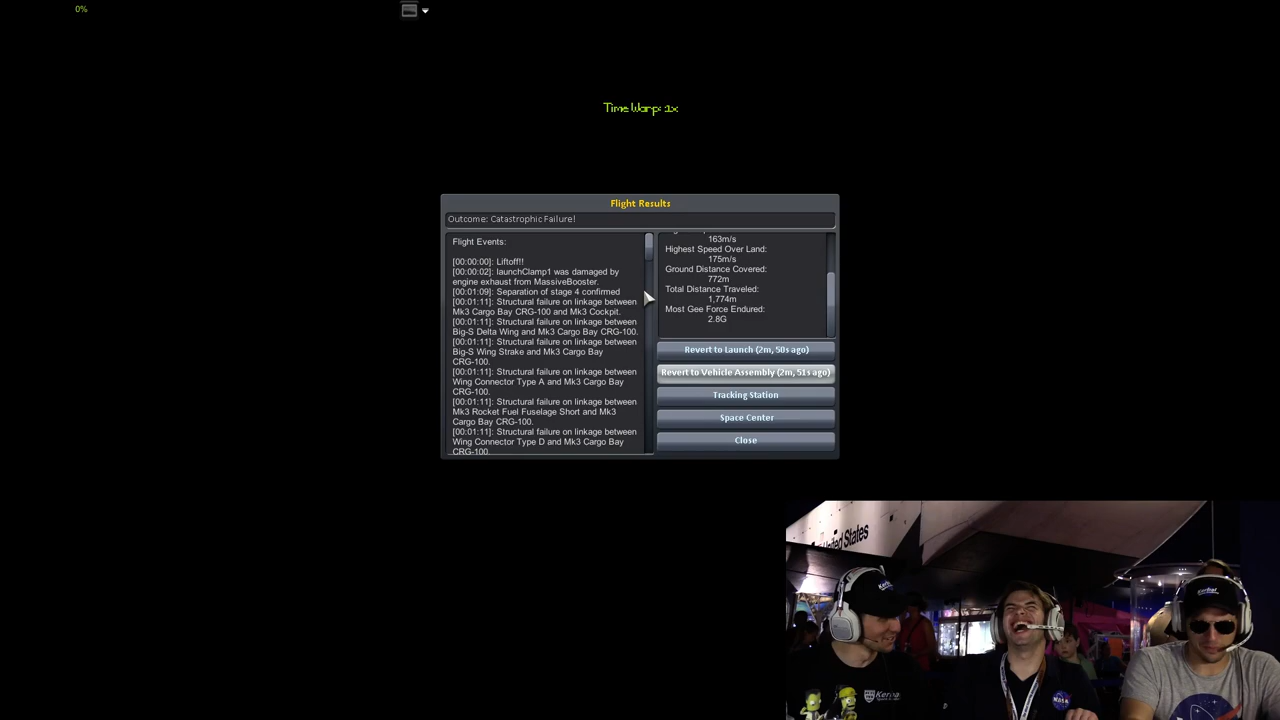 0%
Time Warp: 1x
Flight Results
Outcome: Catastrophic Failure!
Flight Events:
[00:00:00]: Liftoff!!
[00:00:02]: launchClamp1 was damaged by
engine exhaust from MassiveBooster.
[00:01:09]: Separation of stage 4 confirmed
[00:01:11]: Structural failure on linkage between
Mk3 Cargo Bay CRG-100 and Mk3 Cockpit.
[00:01:11]: Structural failure on linkage between
Big-S Delta Wing and Mk3 Cargo Bay CRG-100.
[00:01:11]: Structural failure on linkage between
Big-S Wing Strake and Mk3 Cargo Bay
CRG-100.
[00:01:11]: Structural failure on linkage between
Wing Connector Type A and Mk3 Cargo Bay
CRG-100.
[00:01:11]: Structural failure on linkage between
Mk3 Rocket Fuel Fuselage Short and Mk3
Cargo Bay CRG-100.
[00:01:11]: Structural failure on linkage between
Wing Connector Type D and Mk3 Cargo Bay
CRG-100.
163m/s
Highest Speed Over Land:
175m/s
Ground Distance Covered:
772m
Total Distance Traveled:
1,774m
Most Gee Force Endured:
2.8G
Revert to Launch (2m, 50s ago)
Revert to Vehicle Assembly (2m, 51s ago)
Tracking Station
Space Center
Close
United States
Kerbal
Kerbal
Kerbal
NASA